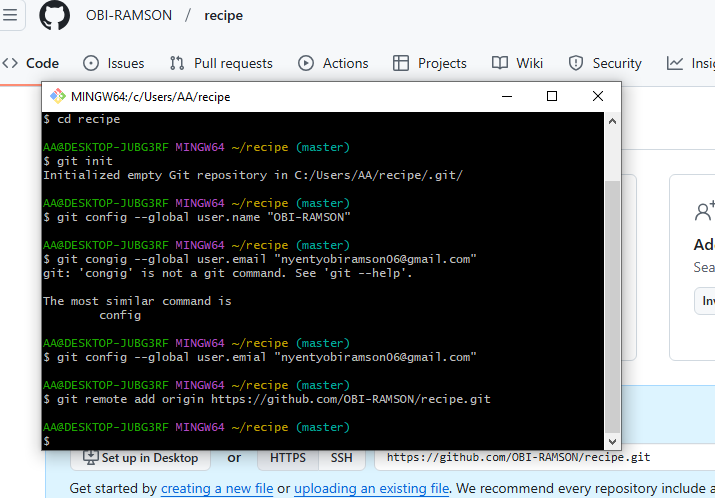 OBI-RAMSON / recipe
<> Code Issues Pull requests Actions Projects Wiki Security
MINGW64:/c/Users/AA/recipe
$ cd recipe
AA@DESKTOP-JUBG3RF MINGW64 ~/recipe (master)
$ git init
Initialized empty Git repository in C:/Users/AA/recipe/.git/
AA@DESKTOP-JUBG3RF MINGW64 ~/recipe (master)
$ git config --global user.name "OBI-RAMSON"
AA@DESKTOP-JUBG3RF MINGW64 ~/recipe (master)
$ git congig --global user.email "nyentyobiramson06@gmail.com"
git: 'congig' is not a git command. See 'git --help'.
The most similar command is
config
AA@DESKTOP-JUBG3RF MINGW64 ~/recipe (master)
$ git config --global user.emial "nyentyobiramson06@gmail.com"
AA@DESKTOP-JUBG3RF MINGW64 ~/recipe (master)
$ git remote add origin https://github.com/OBI-RAMSON/recipe.git
AA@DESKTOP-JUBG3RF MINGW64 ~/recipe (master)
$
Set up in Desktop or HTTPS SSH https://github.com/OBI-RAMSON/recipe.git
Get started by creating a new file or uploading an existing file. We recommend every repository include a